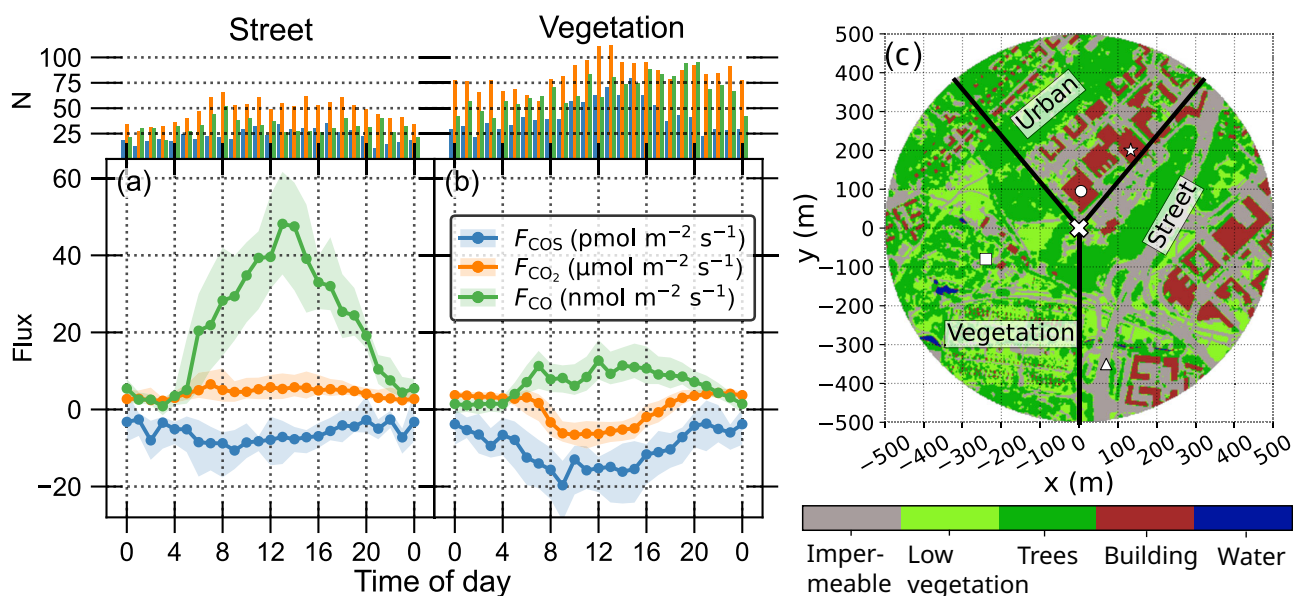 Street
Vegetation
N
100
75
50
25
(a)
(b)
Flux
60
40
20
0
−20
F_COS (pmol m⁻² s⁻¹)
F_CO₂ (μmol m⁻² s⁻¹)
F_CO (nmol m⁻² s⁻¹)
0 4 8 12 16 20 0
0 4 8 12 16 20 0
Time of day
(c)
Urban
Street
Vegetation
y (m)
500
400
300
200
100
0
−100
−200
−300
−400
−500
−500 −400 −300 −200 −100 0 100 200 300 400 500
x (m)
Imper-
meable
Low
vegetation
Trees
Building
Water